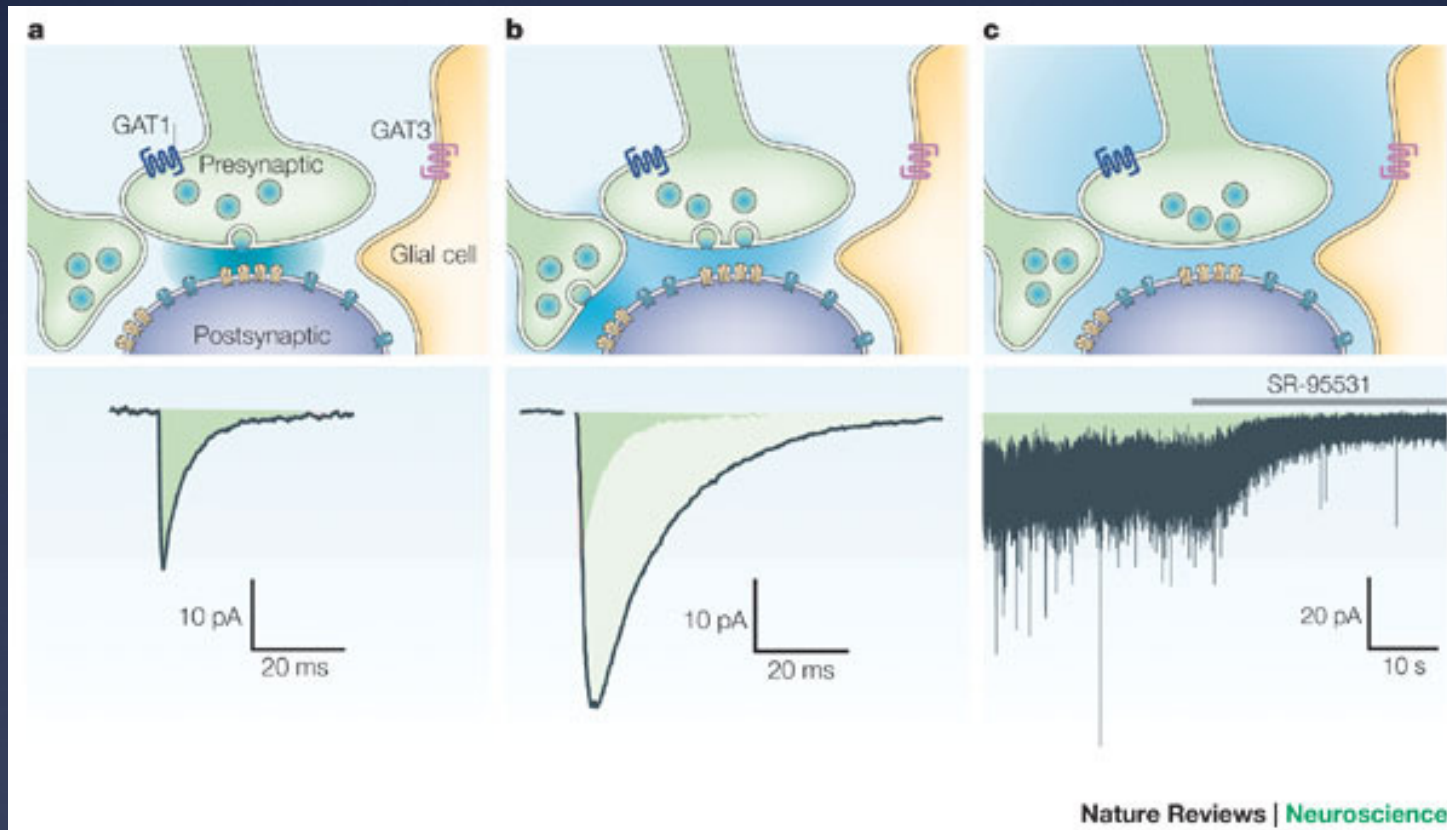 a
b
c
GAT1
GAT3
Presynaptic
Glial cell
Postsynaptic
SR-95531
10 pA
20 ms
10 pA
20 ms
20 pA
10 s
Nature Reviews | Neuroscience